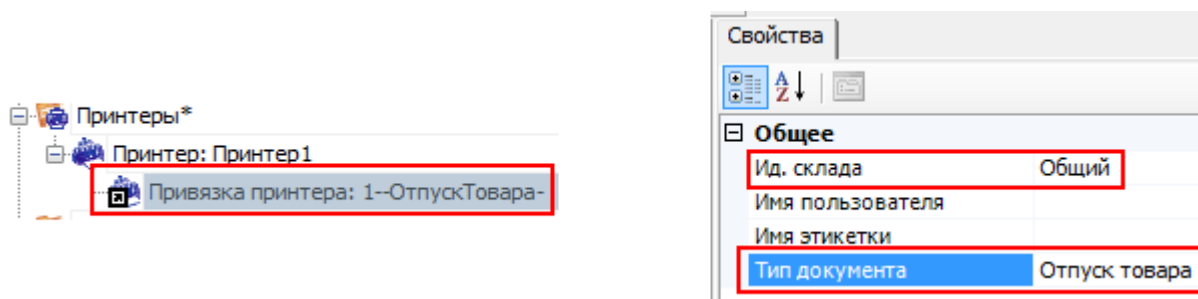 Принтеры*
Принтер: Принтер1
Привязка принтера: 1--ОтпускТовара-
Свойства
Общее
Ид. склада Общий
Имя пользователя
Имя этикетки
Тип документа Отпуск товара